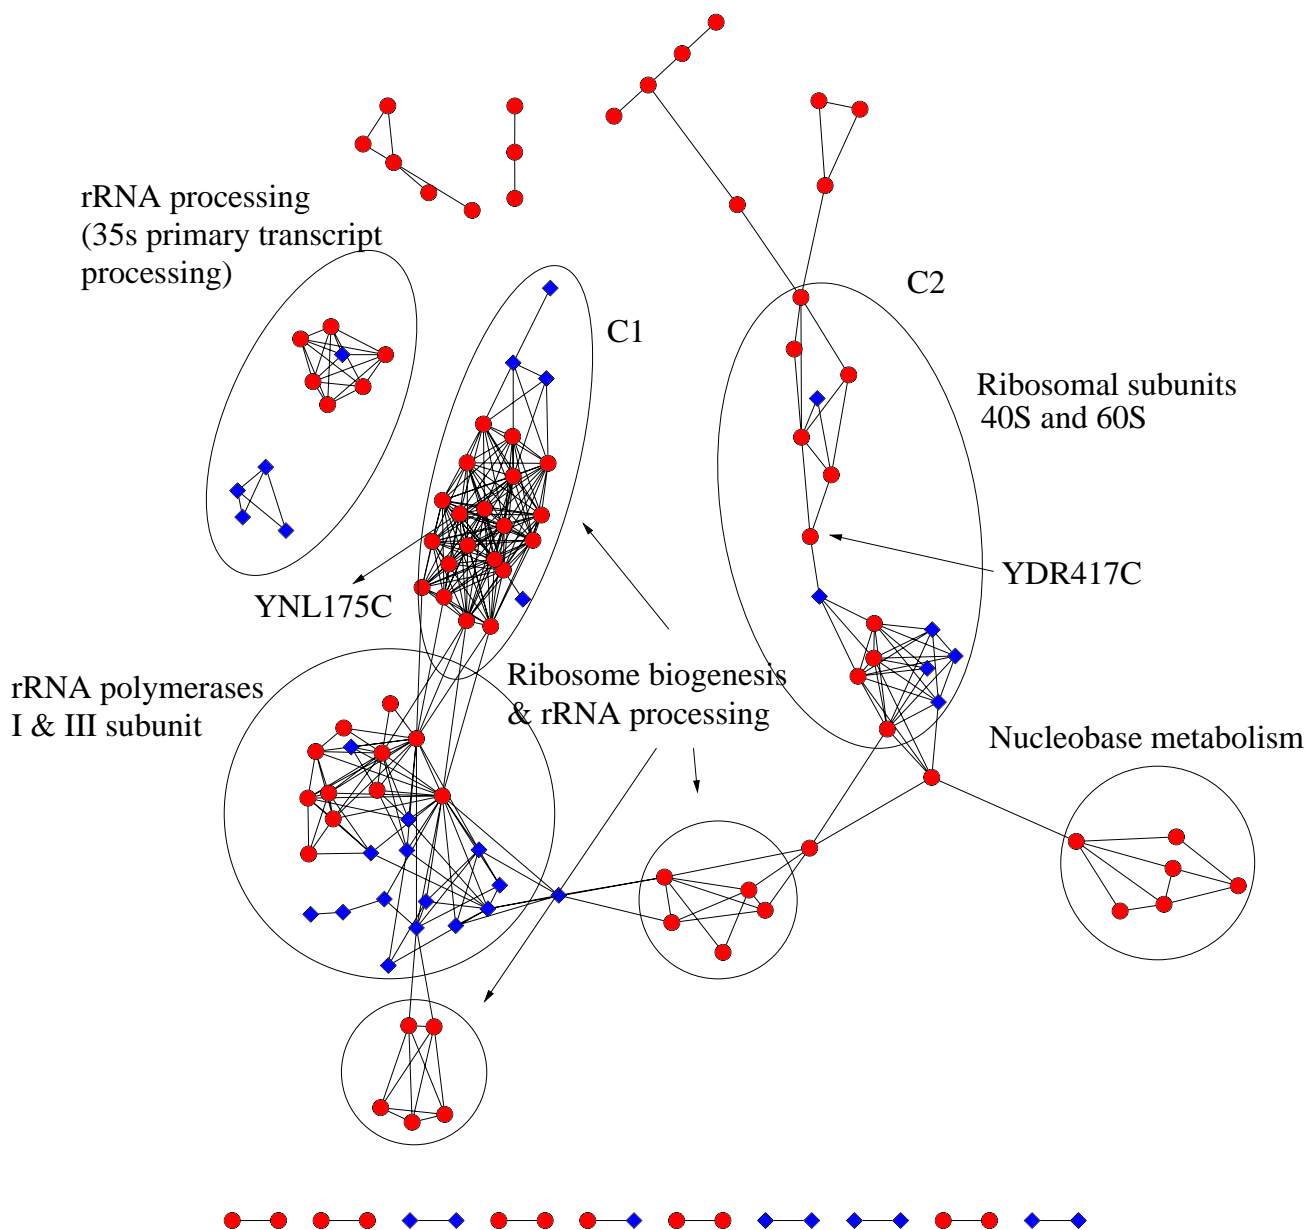 rRNA processing
(35s primary transcript
processing)
C1
C2
Ribosomal subunits
40S and 60S
YNL175C
YDR417C
rRNA polymerases
I & III subunit
Ribosome biogenesis
& rRNA processing
Nucleobase metabolism